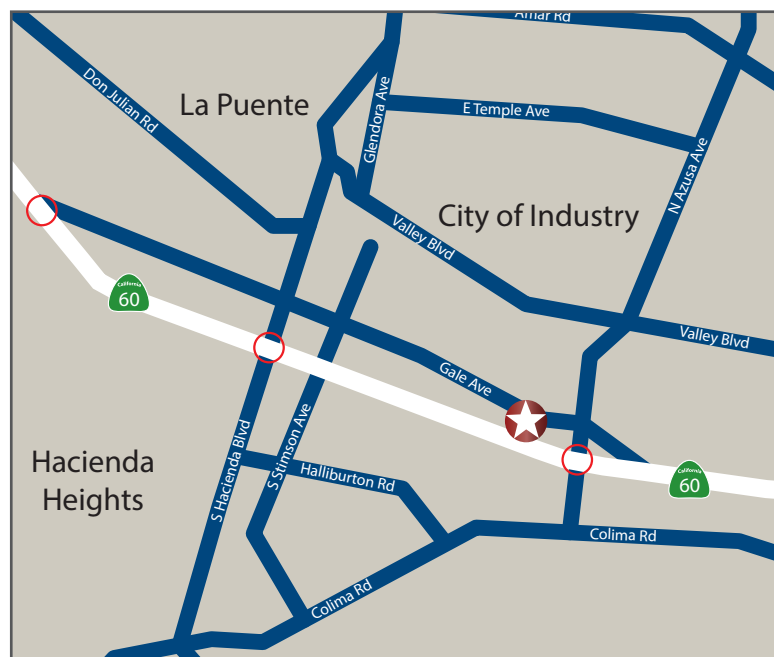 Amar Rd
Don Julian Rd
La Puente
Glendora Ave
E Temple Ave
N Azusa Ave
City of Industry
Valley Blvd
California
60
Valley Blvd
Gale Ave
S Hacienda Blvd
S Stimson Ave
Hacienda
Heights
Halliburton Rd
California
60
Colima Rd
Colima Rd